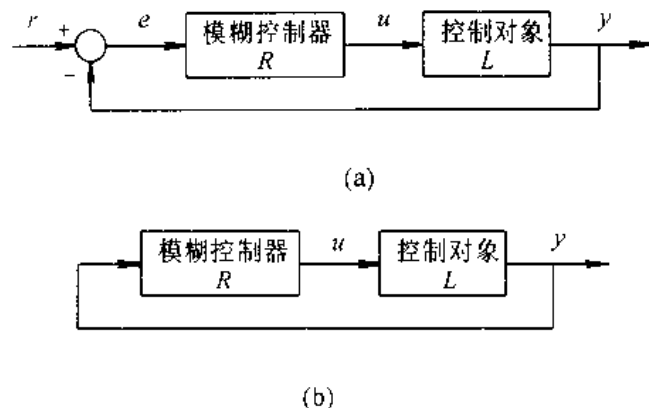 r + e 模糊控制器 u 控制对象 y
− R L
(a)
模糊控制器 u 控制对象 y
R L
(b)